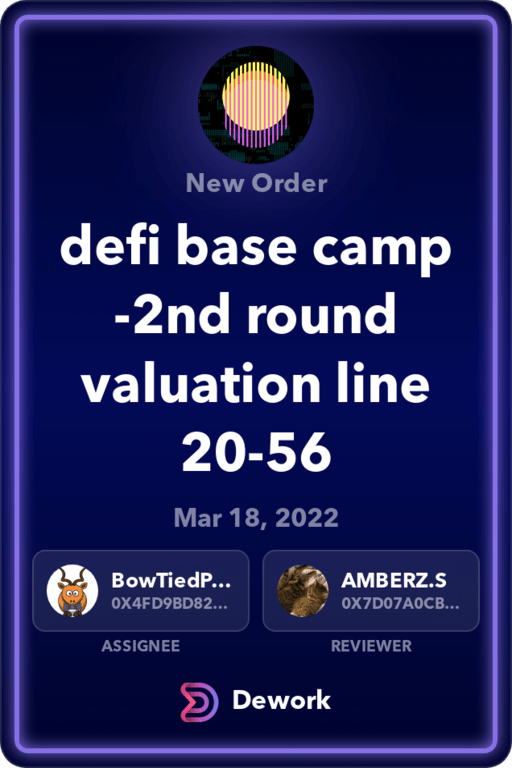 New Order
defi base camp
-2nd round
valuation line
20-56
Mar 18, 2022
BowTiedP...
0X4FD9BD82...
AMBERZ.S
0X7D07A0CB...
ASSIGNEE
REVIEWER
Dework